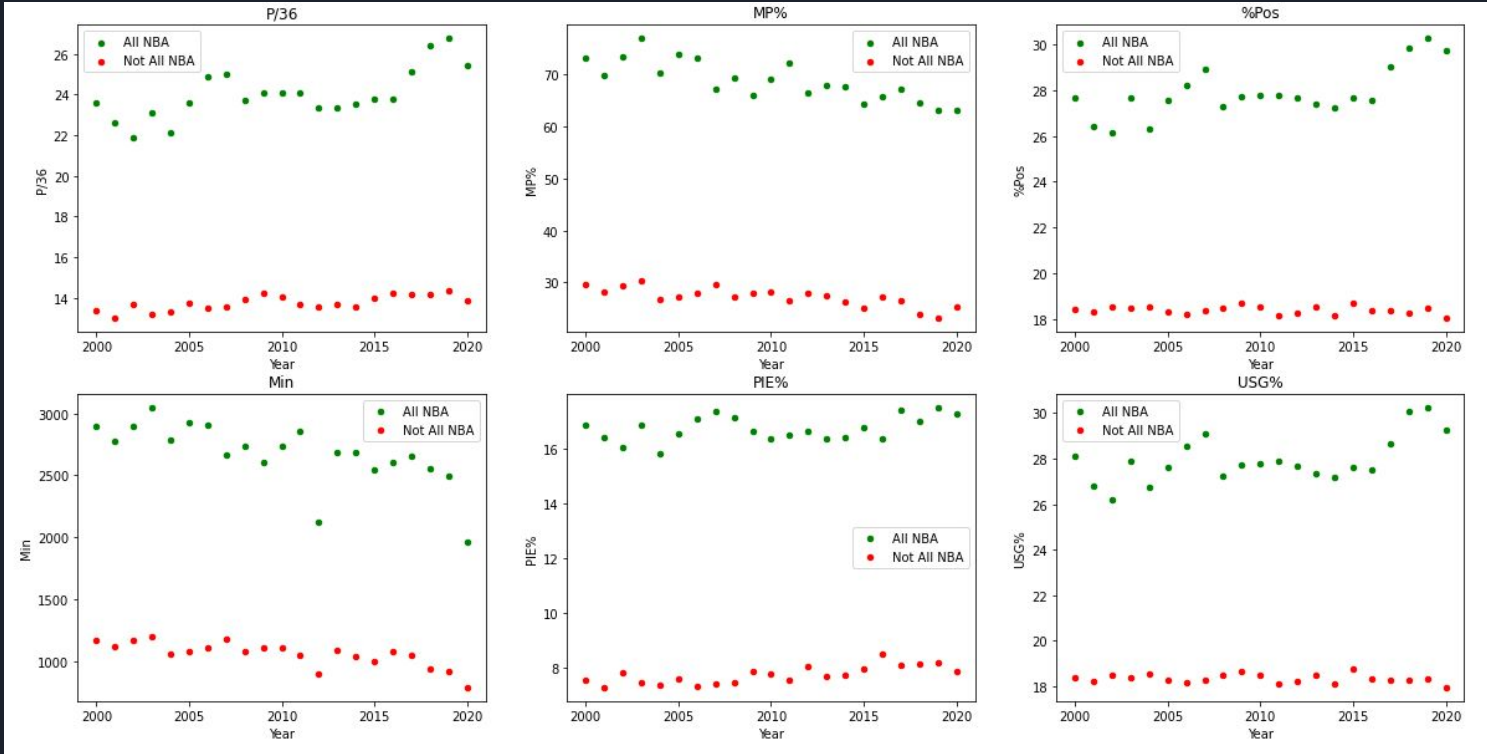 P/36
All NBA
Not All NBA
26
24
22
20
18
16
14
P/36
2000
2005
2010
2015
2020
Year
MP%
All NBA
Not All NBA
70
60
50
40
30
MP%
2000
2005
2010
2015
2020
Year
%Pos
All NBA
Not All NBA
30
28
26
24
22
20
18
%Pos
2000
2005
2010
2015
2020
Year
Min
All NBA
Not All NBA
3000
2500
2000
1500
1000
Min
2000
2005
2010
2015
2020
Year
PIE%
16
14
12
10
8
All NBA
Not All NBA
PIE%
2000
2005
2010
2015
2020
Year
USG%
All NBA
Not All NBA
30
28
26
24
22
20
18
USG%
2000
2005
2010
2015
2020
Year